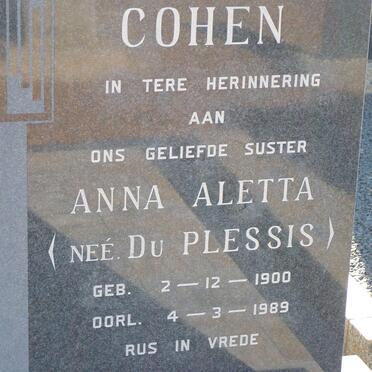 COHEN
IN TERE HERINNERING
AAN
ONS GELIEFDE SUSTER
ANNA ALETTA
( NEÉ. DU PLESSIS )
GEB. 2 — 12 — 1900
OORL. 4 — 3 — 1989
RUS IN VREDE